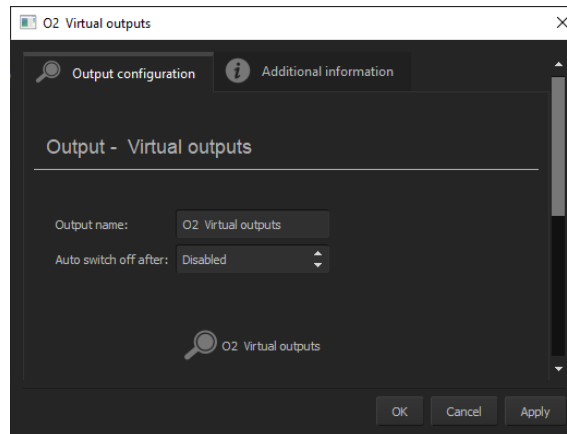 O2 Virtual outputs
Output configuration
Additional information
Output - Virtual outputs
Output name: O2 Virtual outputs
Auto switch off after: Disabled
O2 Virtual outputs
OK Cancel Apply